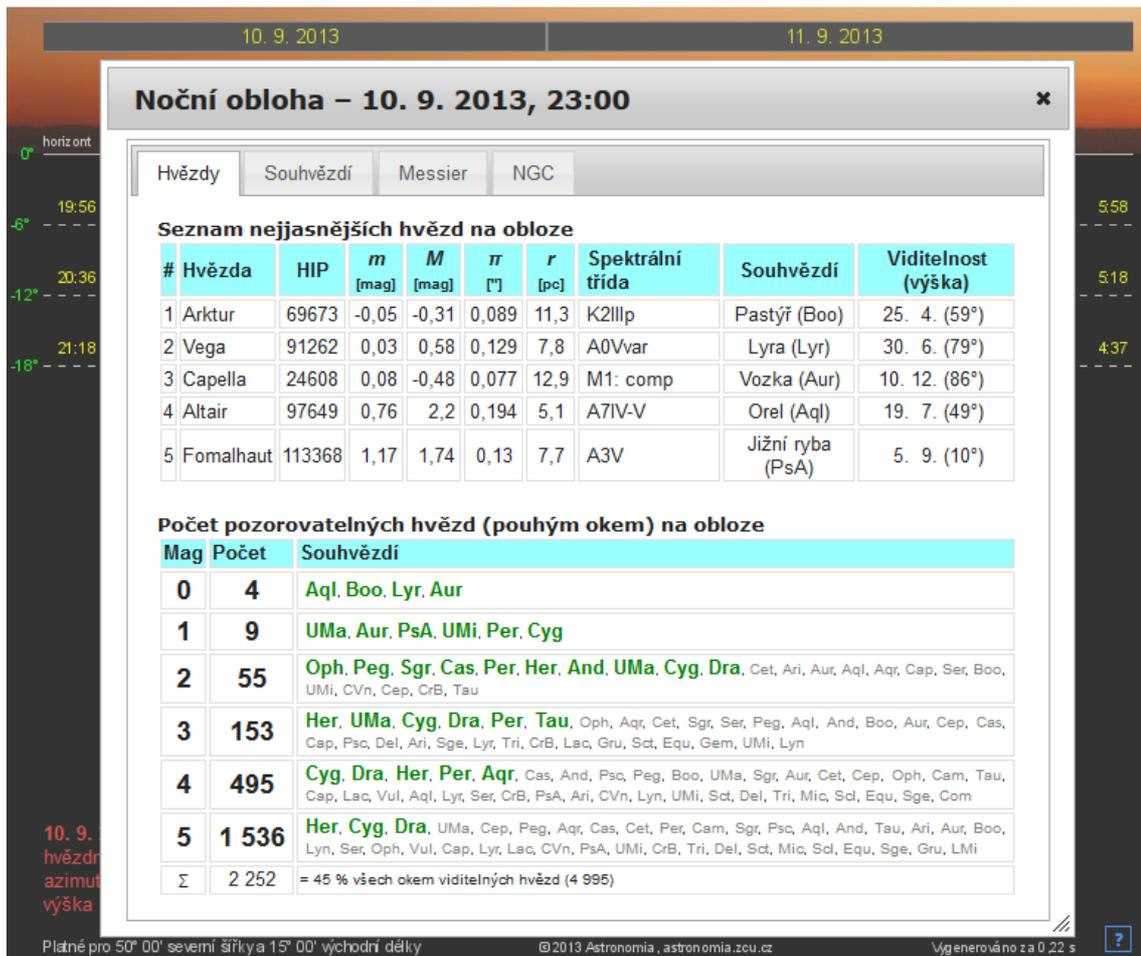 10. 9. 2013 11. 9. 2013
Noční obloha – 10. 9. 2013, 23:00 ×
horizont
0°
Hvězdy Souhvězdí Messier NGC
19:56 5:58
-6°
20:36 5:18
-12°
21:18 4:37
-18°
Seznam nejjasnějších hvězd na obloze
# Hvězda HIP m [mag] M [mag] π ["] r [pc] Spektrální třída Souhvězdí Viditelnost (výška)
1 Arktur 69673 -0,05 -0,31 0,089 11,3 K2IIIp Pastýř (Boo) 25. 4. (59°)
2 Vega 91262 0,03 0,58 0,129 7,8 A0Vvar Lyra (Lyr) 30. 6. (79°)
3 Capella 24608 0,08 -0,48 0,077 12,9 M1: comp Vozka (Aur) 10. 12. (86°)
4 Altair 97649 0,76 2,2 0,194 5,1 A7IV-V Orel (Aql) 19. 7. (49°)
5 Fomalhaut 113368 1,17 1,74 0,13 7,7 A3V Jižní ryba (PsA) 5. 9. (10°)
Počet pozorovatelných hvězd (pouhým okem) na obloze
Mag Počet Souhvězdí
0 4 Aql, Boo, Lyr, Aur
1 9 UMa, Aur, PsA, UMi, Per, Cyg
2 55 Oph, Peg, Sgr, Cas, Per, Her, And, UMa, Cyg, Dra, Cet, Ari, Aur, Aql, Aqr, Cap, Ser, Boo,
UMi, CVn, Cep, CrB, Tau
3 153 Her, UMa, Cyg, Dra, Per, Tau, Oph, Aqr, Cet, Sgr, Ser, Peg, Aql, And, Boo, Aur, Cep, Cas,
Cap, Psc, Del, Ari, Sge, Lyr, Tri, CrB, Lac, Gru, Sct, Equ, Gem, UMi, Lyn
4 495 Cyg, Dra, Her, Per, Aqr, Cas, And, Psc, Peg, Boo, UMa, Sgr, Aur, Cet, Cep, Oph, Cam, Tau,
Cap, Lac, Vul, Aql, Lyr, Ser, CrB, PsA, Ari, CVn, Lyn, UMi, Sct, Del, Tri, Mic, Scl, Equ, Sge, Com
5 1 536 Her, Cyg, Dra, UMa, Cep, Peg, Aqr, Cas, Cet, Per, Cam, Sgr, Psc, Aql, And, Tau, Ari, Aur, Boo,
Lyn, Ser, Oph, Vul, Cap, Lyr, Lac, CVn, PsA, UMi, CrB, Tri, Del, Sct, Mic, Scl, Equ, Sge, Gru, LMi
Σ 2 252 = 45 % všech okem viditelných hvězd (4 995)
10. 9.
hvězdn
azimut
výška
Platné pro 50° 00' severní šířky a 15° 00' východní délky ©2013 Astronomia, astronomia.zcu.cz Vygenerováno za 0,22 s ?